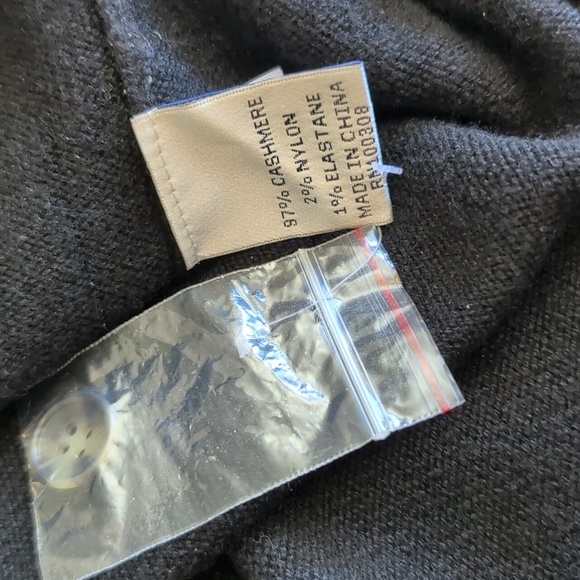 97% CASHMERE
2% NYLON
1% ELASTANE
MADE IN CHINA
RN100308